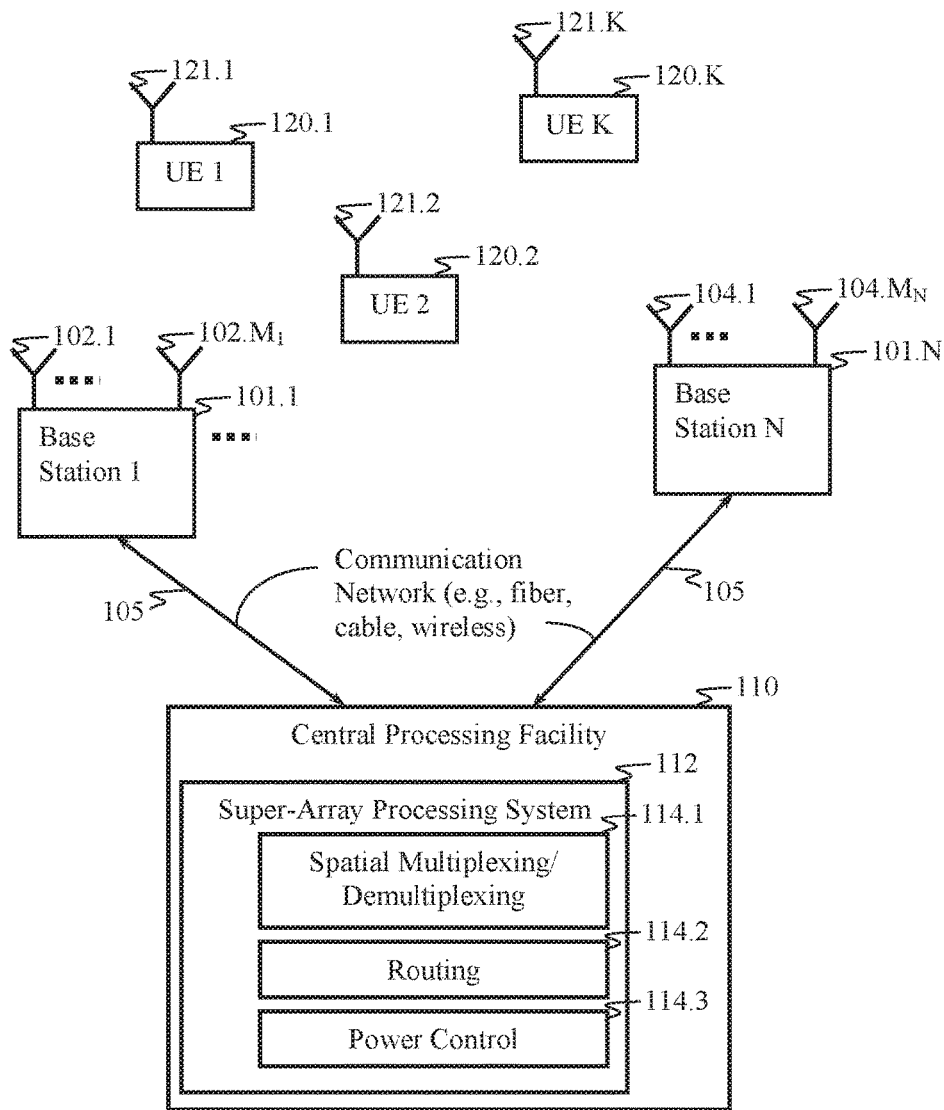 121.K
121.1
120.K
120.1
UE K
UE 1
121.2
120.2
UE 2
104.1
104.M_N
102.1
102.M_1
101.N
101.1
Base
Station N
Base
Station 1
Communication
Network (e.g., fiber,
cable, wireless)
105
105
110
Central Processing Facility
112
Super-Array Processing System
114.1
Spatial Multiplexing/
Demultiplexing
114.2
Routing
114.3
Power Control